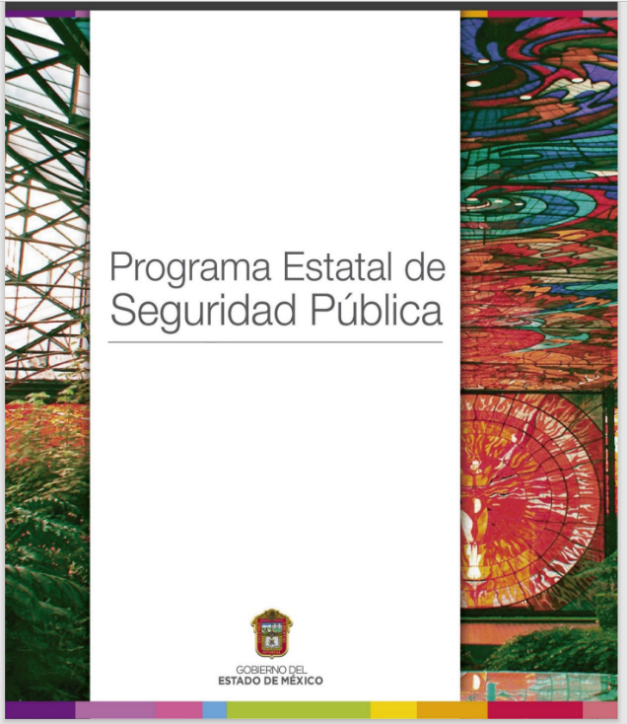 Programa Estatal de
Seguridad Pública
GOBIERNO DEL
ESTADO DE MÉXICO